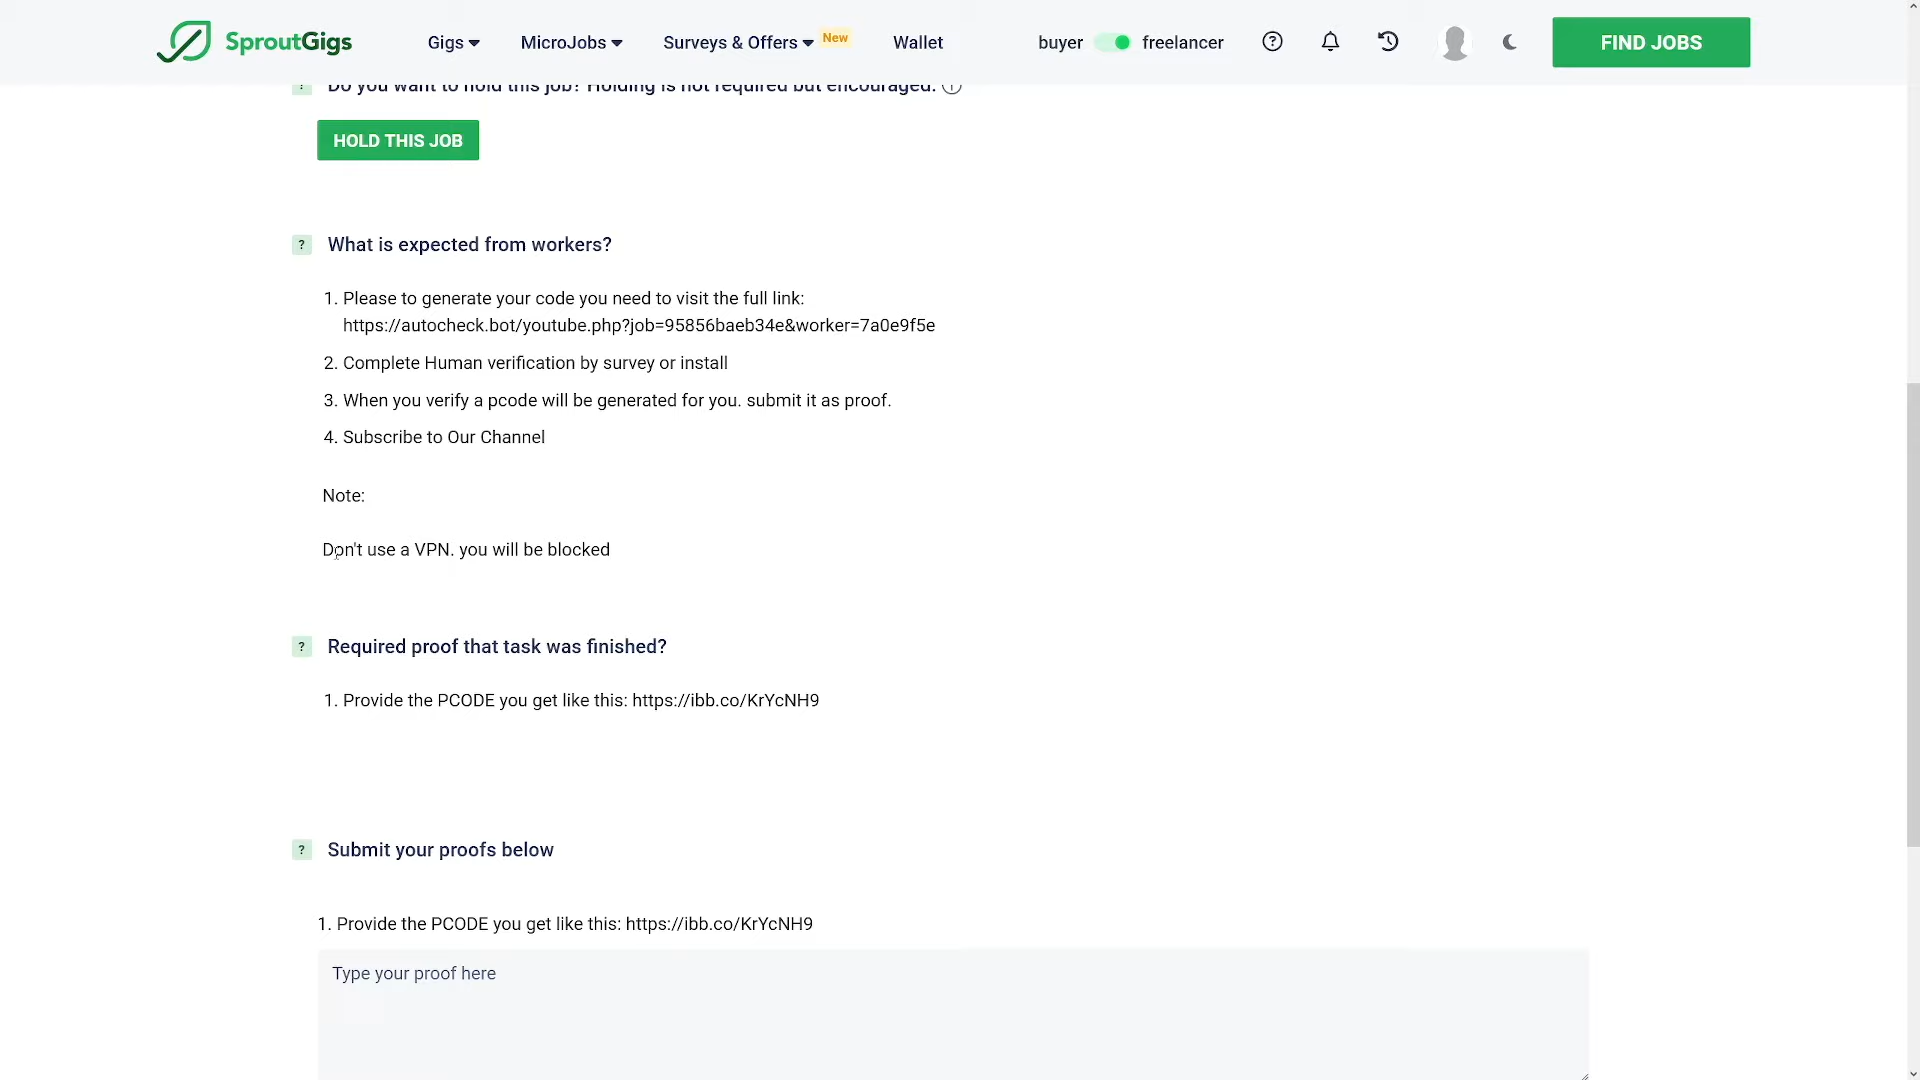 SproutGigs
Gigs
MicroJobs
Surveys & Offers
New
Wallet
buyer
freelancer
FIND JOBS
? Do you want to hold this job? Holding is not required but encouraged.
HOLD THIS JOB
? What is expected from workers?
1. Please to generate your code you need to visit the full link:
https://autocheck.bot/youtube.php?job=95856baeb34e&worker=7a0e9f5e
2. Complete Human verification by survey or install
3. When you verify a pcode will be generated for you. submit it as proof.
4. Subscribe to Our Channel
Note:
Don't use a VPN. you will be blocked
? Required proof that task was finished?
1. Provide the PCODE you get like this: https://ibb.co/KrYcNH9
? Submit your proofs below
1. Provide the PCODE you get like this: https://ibb.co/KrYcNH9
Type your proof here